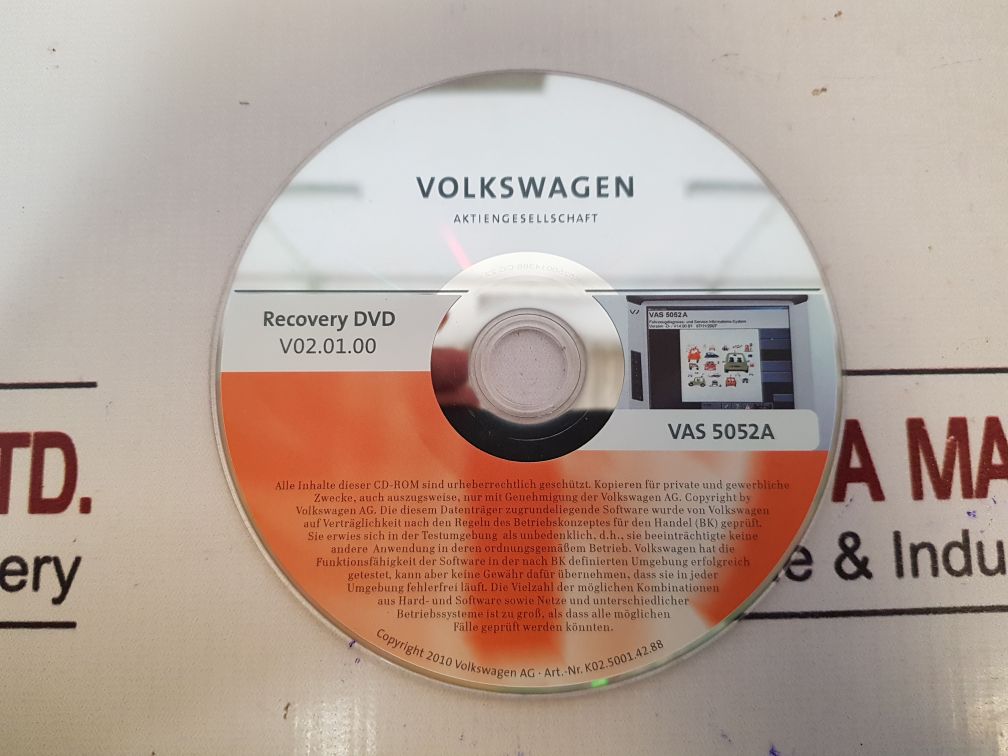 VOLKSWAGEN
AKTIENGESELLSCHAFT
Recovery DVD
V02.01.00
VAS 5052A
Fahrzeugdiagnose- und Service-Informations-System
VAS 5052A
Alle Inhalte dieser CD-ROM sind urheberrechtlich geschützt. Kopieren für private und gewerbliche
Zwecke, auch auszugsweise, nur mit Genehmigung der Volkswagen AG. Copyright by
Volkswagen AG. Die diesem Datenträger zugrundeliegende Software wurde von Volkswagen
auf Verträglichkeit nach den Regeln des Betriebskonzeptes für den Handel (BK) geprüft.
Sie erwies sich in der Testumgebung als unbedenklich, d.h., sie beeinträchtigte keine
andere Anwendung in deren ordnungsgemäßem Betrieb. Volkswagen hat die
Funktionsfähigkeit der Software in der nach BK definierten Umgebung erfolgreich
getestet, kann aber keine Gewähr dafür übernehmen, dass sie in jeder
Umgebung fehlerfrei läuft. Die Vielzahl der möglichen Kombinationen
aus Hard- und Software sowie Netze und unterschiedlicher
Betriebssysteme ist zu groß, als dass alle möglichen
Fälle geprüft werden könnten.
Copyright 2010 Volkswagen AG · Art.-Nr. K02.5001.42.88
TD.
A MA
ery
e & Indu